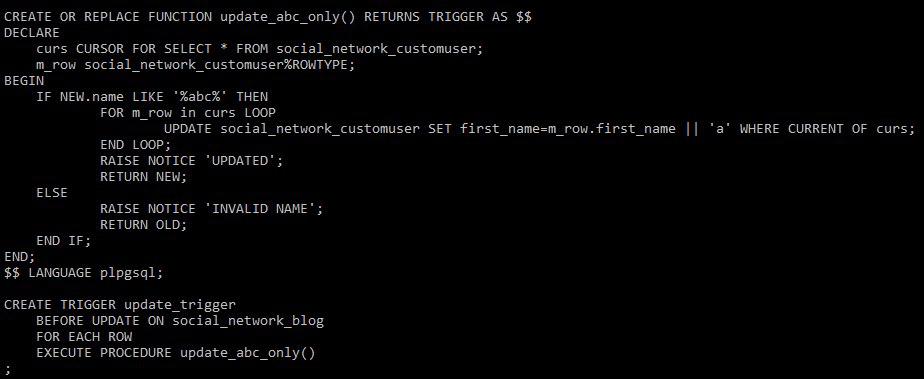 CREATE OR REPLACE FUNCTION update_abc_only() RETURNS TRIGGER AS $$
DECLARE
    curs CURSOR FOR SELECT * FROM social_network_customuser;
    m_row social_network_customuser%ROWTYPE;
BEGIN
    IF NEW.name LIKE '%abc%' THEN
            FOR m_row in curs LOOP
                    UPDATE social_network_customuser SET first_name=m_row.first_name || 'a' WHERE CURRENT OF curs;
            END LOOP;
            RAISE NOTICE 'UPDATED';
            RETURN NEW;
    ELSE
            RAISE NOTICE 'INVALID NAME';
            RETURN OLD;
    END IF;
END;
$$ LANGUAGE plpgsql;

CREATE TRIGGER update_trigger
    BEFORE UPDATE ON social_network_blog
    FOR EACH ROW
    EXECUTE PROCEDURE update_abc_only()
;